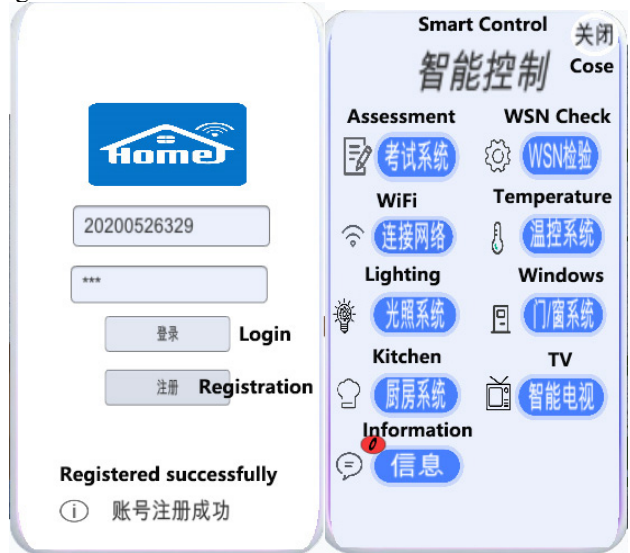 Home
20200526329
***
登录 Login
注册 Registration
Registered successfully
账号注册成功
Smart Control
关闭
智能控制
Cose
Assessment WSN Check
考试系统 WSN检验
WiFi Temperature
连接网络 温控系统
Lighting Windows
光照系统 门/窗系统
Kitchen TV
厨房系统 智能电视
Information
0
信息